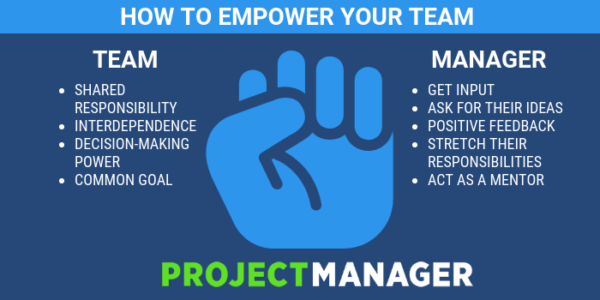 HOW TO EMPOWER YOUR TEAM
TEAM
• SHARED
RESPONSIBILITY
• INTERDEPENDENCE
• DECISION-MAKING
POWER
• COMMON GOAL
MANAGER
• GET INPUT
• ASK FOR THEIR IDEAS
• POSITIVE FEEDBACK
• STRETCH THEIR
RESPONSIBILITIES
• ACT AS A MENTOR
PROJECTMANAGER